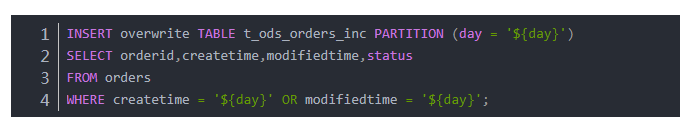 1 INSERT overwrite TABLE t_ods_orders_inc PARTITION (day = '${day}')
2 SELECT orderid,createtime,modifiedtime,status
3 FROM orders
4 WHERE createtime = '${day}' OR modifiedtime = '${day}';